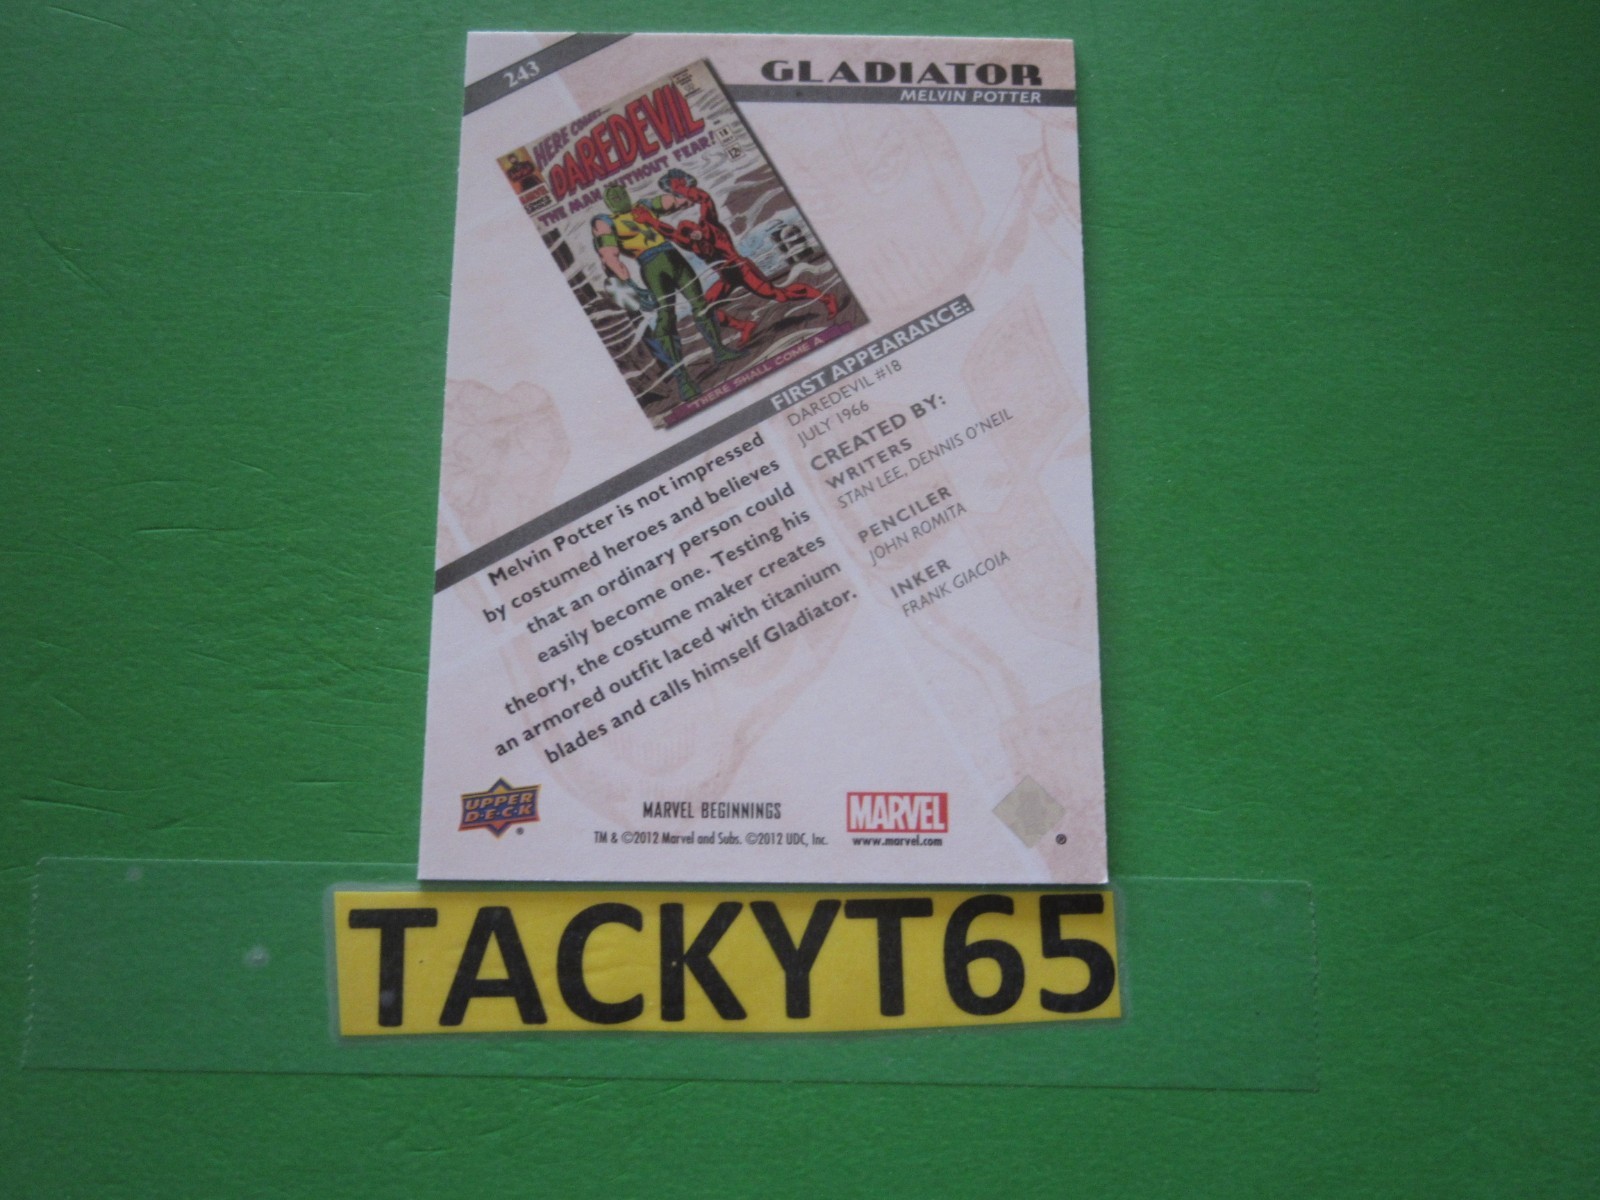 243
GLADIATOR
MELVIN POTTER
HERE COMES...
DAREDEVIL
THE MAN WITHOUT FEAR!
18
12¢
"THERE SHALL COME A
FIRST APPEARANCE:
DAREDEVIL #18
JULY 1966
CREATED BY:
WRITERS
STAN LEE, DENNIS O'NEIL
PENCILER
JOHN ROMITA
INKER
FRANK GIACOIA
Melvin Potter is not impressed
by costumed heroes and believes
that an ordinary person could
easily become one. Testing his
theory, the costume maker creates
an armored outfit laced with titanium
blades and calls himself Gladiator.
UPPER
D·E·C·K
®
MARVEL BEGINNINGS
TM & ©2012 Marvel and Subs. ©2012 UDC, Inc.
MARVEL
www.marvel.com
®
TACKYT65